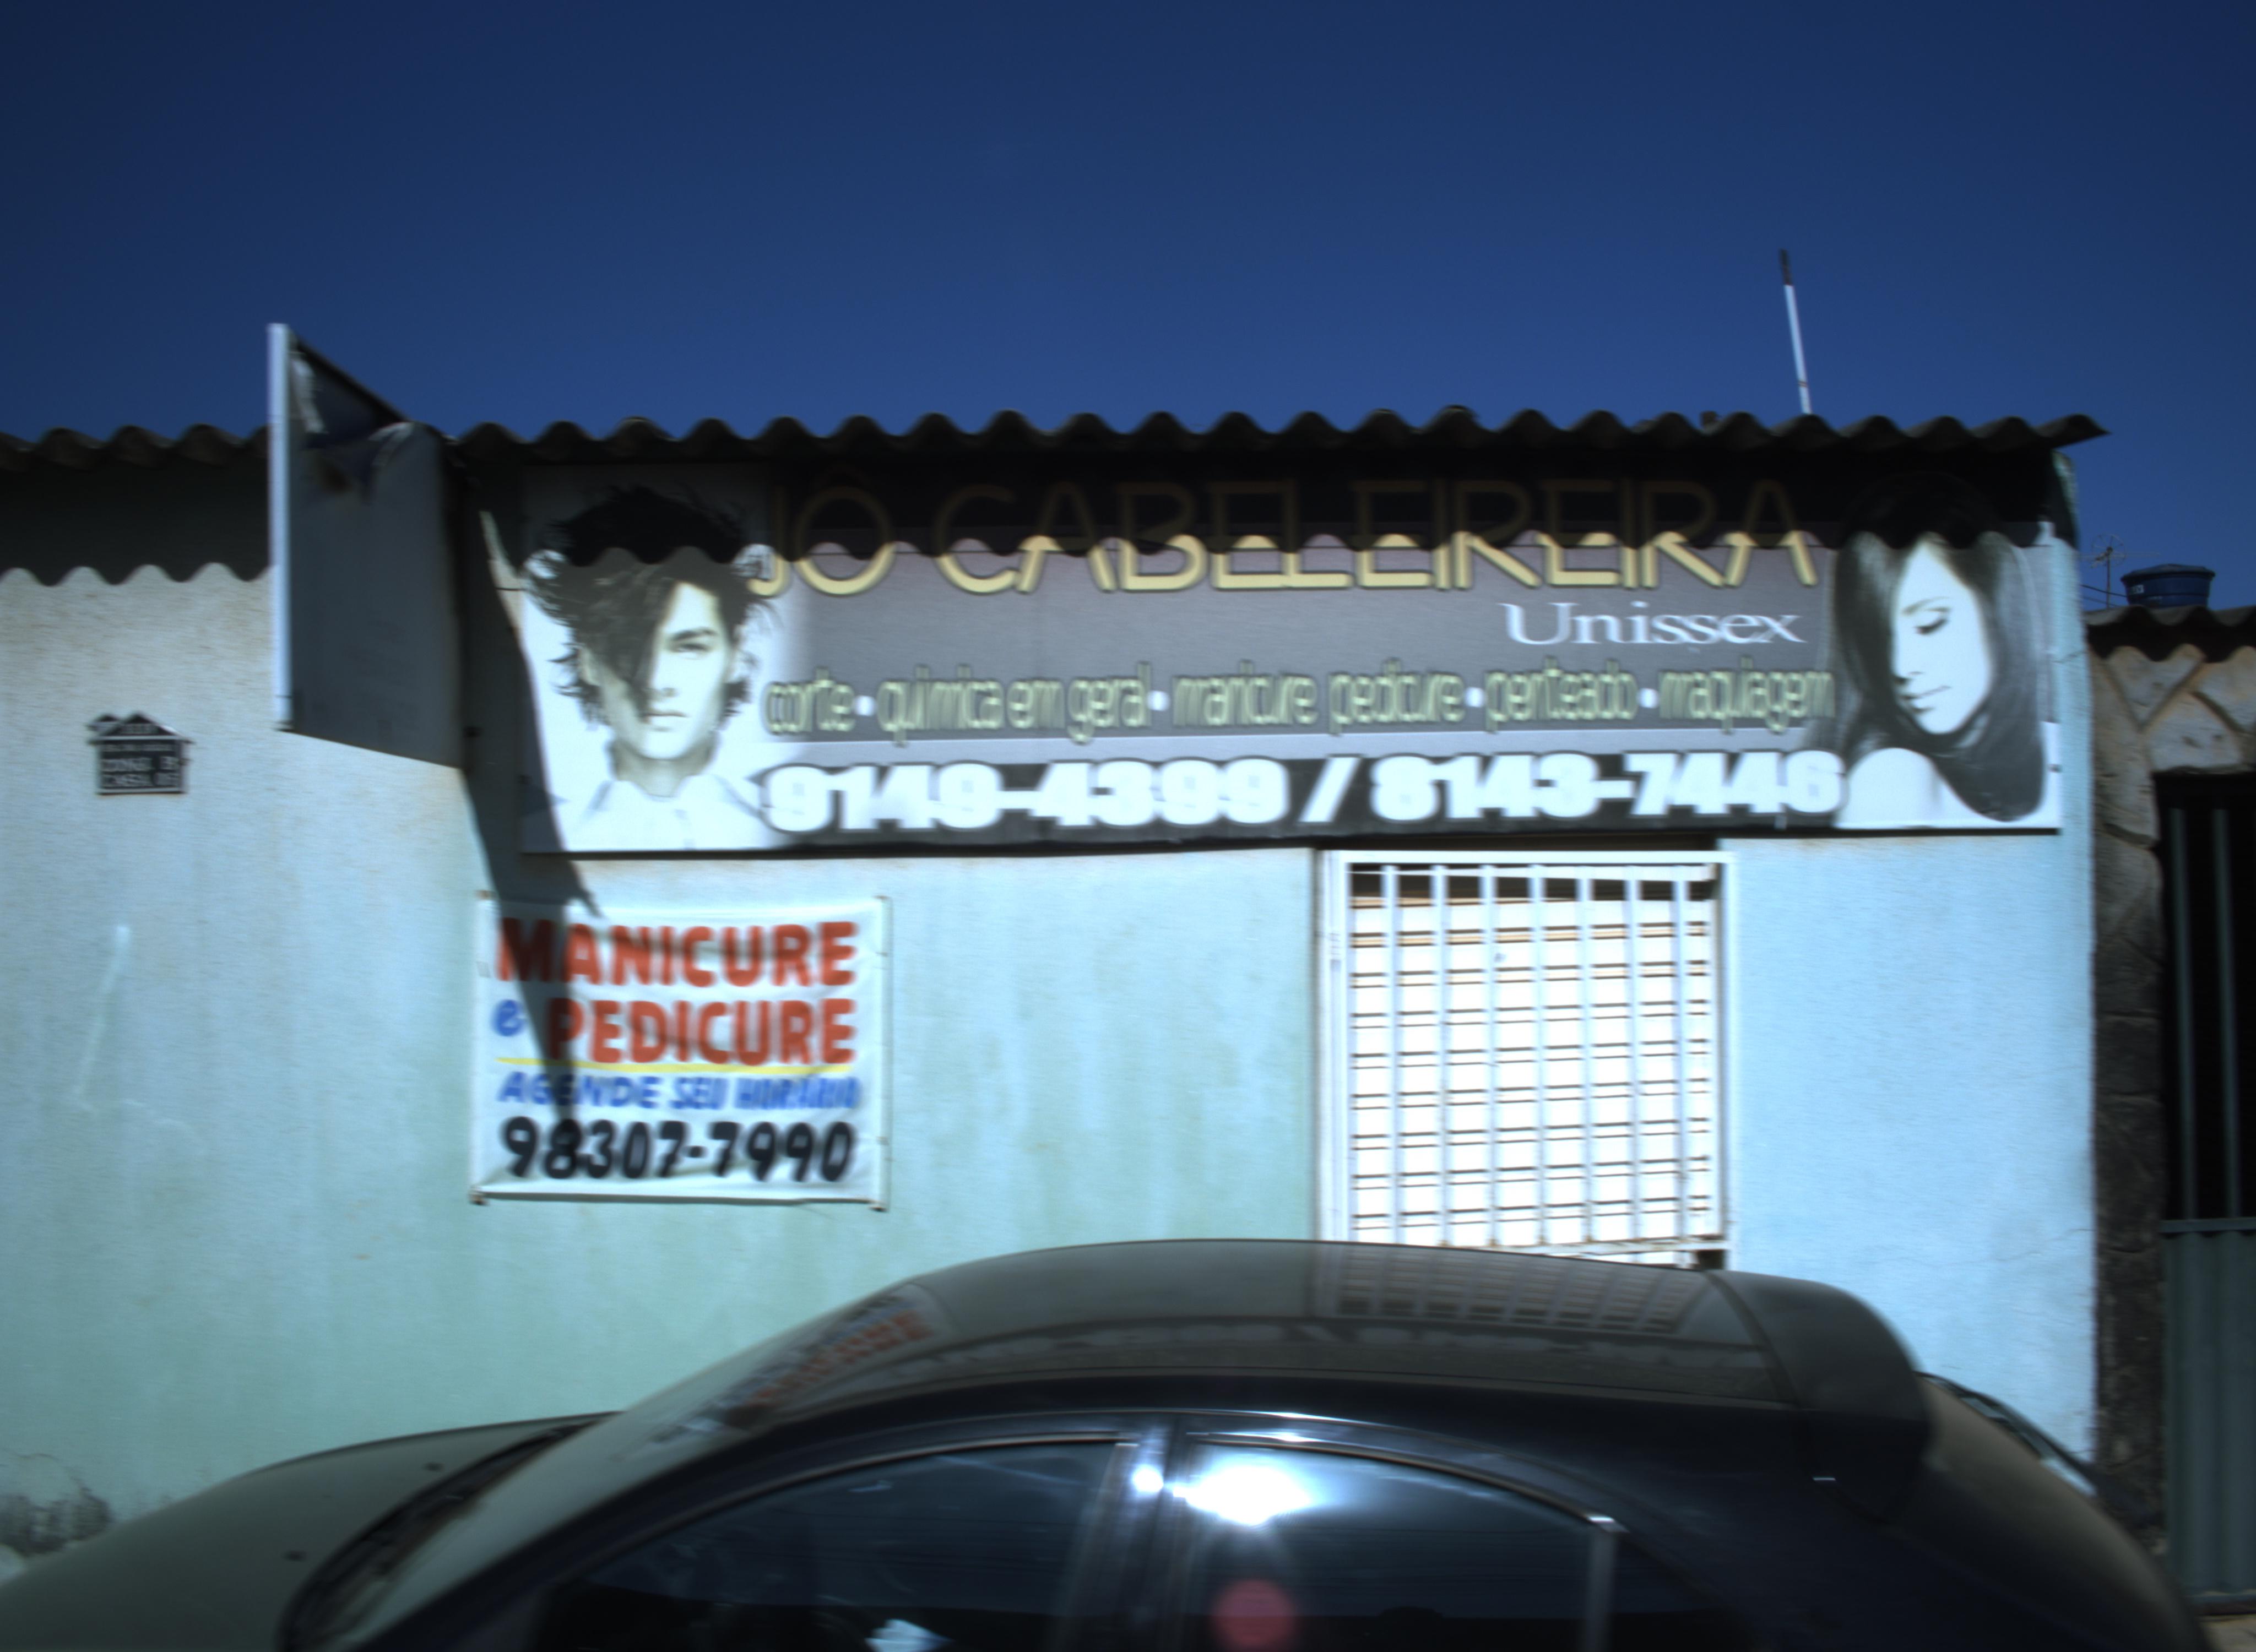 JÔ CABELEIREIRA
Unissex
corte • química em geral • manicure pedicure • penteado • maquiagem
9149-4399 / 8143-7446
MANICURE
e PEDICURE
AGENDE SEU HORÁRIO
98307-7990